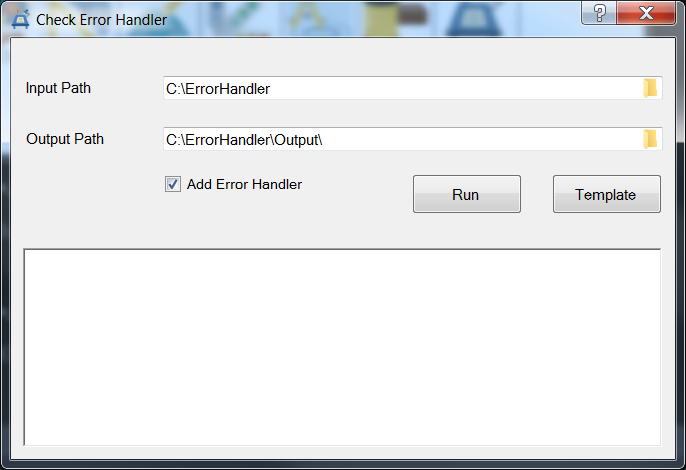 Check Error Handler
Input Path C:\ErrorHandler
Output Path C:\ErrorHandler\Output\
Add Error Handler Run Template